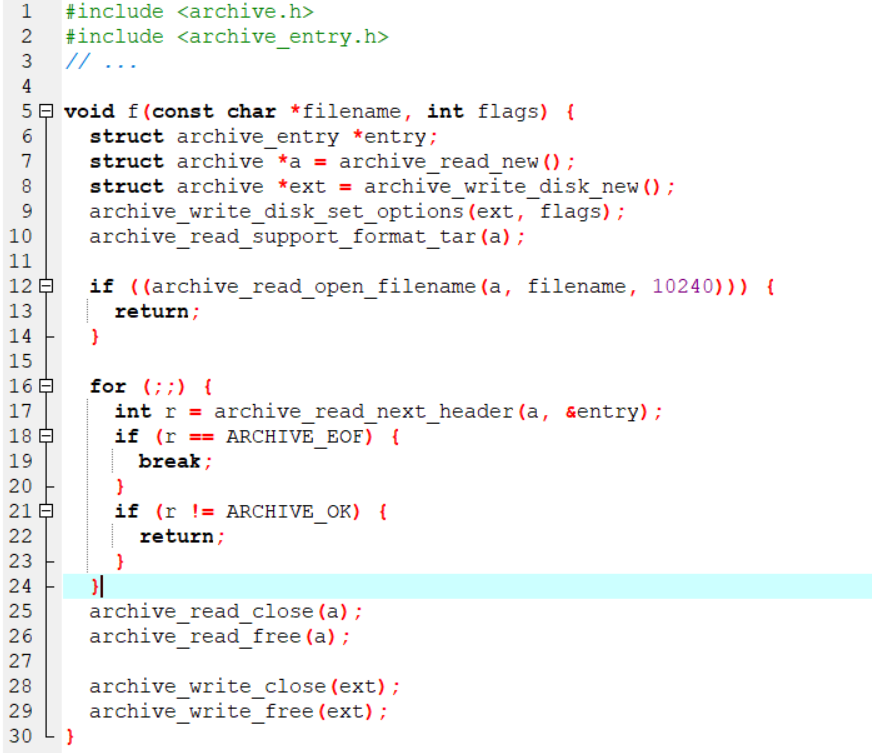 1 #include <archive.h>
2 #include <archive_entry.h>
3 // ...
4
5 void f(const char *filename, int flags) {
6   struct archive_entry *entry;
7   struct archive *a = archive_read_new();
8   struct archive *ext = archive_write_disk_new();
9   archive_write_disk_set_options(ext, flags);
10   archive_read_support_format_tar(a);
11
12   if ((archive_read_open_filename(a, filename, 10240))) {
13     return;
14   }
15
16   for (;;) {
17     int r = archive_read_next_header(a, &entry);
18     if (r == ARCHIVE_EOF) {
19       break;
20     }
21     if (r != ARCHIVE_OK) {
22       return;
23     }
24   }
25   archive_read_close(a);
26   archive_read_free(a);
27
28   archive_write_close(ext);
29   archive_write_free(ext);
30 }